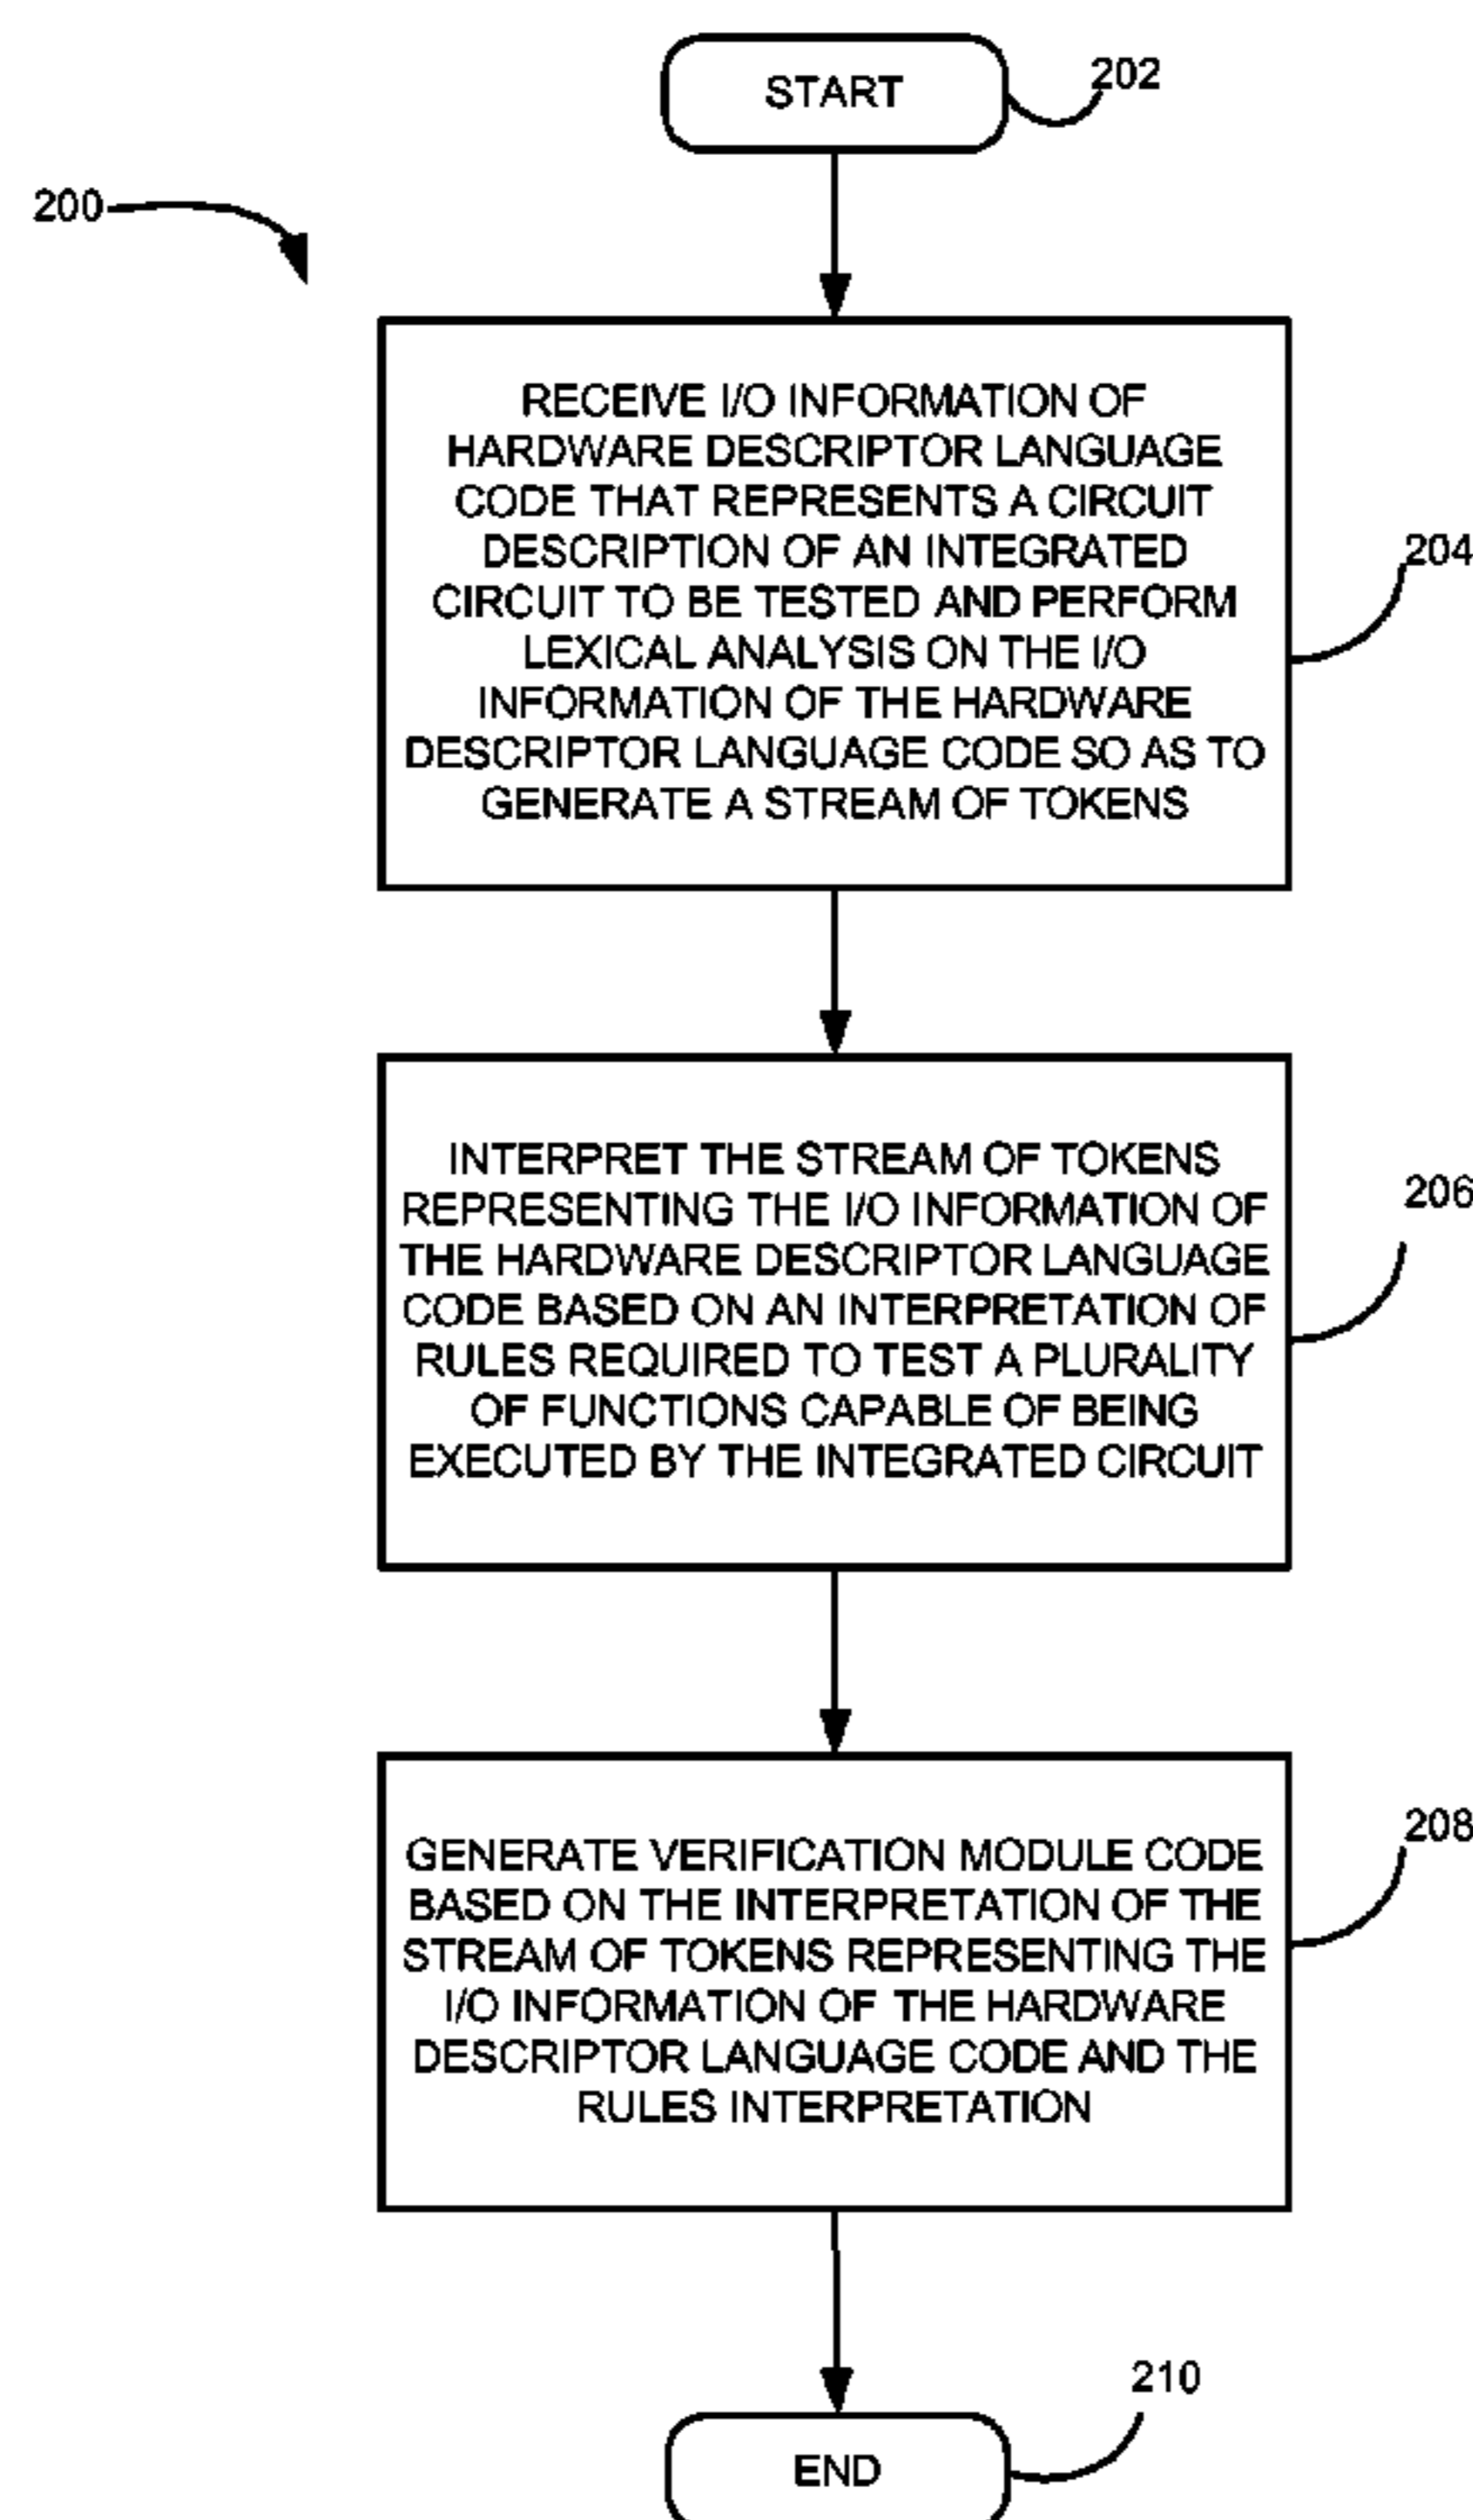 START
202
200
RECEIVE I/O INFORMATION OF
HARDWARE DESCRIPTOR LANGUAGE
CODE THAT REPRESENTS A CIRCUIT
DESCRIPTION OF AN INTEGRATED
CIRCUIT TO BE TESTED AND PERFORM
LEXICAL ANALYSIS ON THE I/O
INFORMATION OF THE HARDWARE
DESCRIPTOR LANGUAGE CODE SO AS TO
GENERATE A STREAM OF TOKENS
204
INTERPRET THE STREAM OF TOKENS
REPRESENTING THE I/O INFORMATION OF
THE HARDWARE DESCRIPTOR LANGUAGE
CODE BASED ON AN INTERPRETATION OF
RULES REQUIRED TO TEST A PLURALITY
OF FUNCTIONS CAPABLE OF BEING
EXECUTED BY THE INTEGRATED CIRCUIT
206
GENERATE VERIFICATION MODULE CODE
BASED ON THE INTERPRETATION OF THE
STREAM OF TOKENS REPRESENTING THE
I/O INFORMATION OF THE HARDWARE
DESCRIPTOR LANGUAGE CODE AND THE
RULES INTERPRETATION
208
210
END